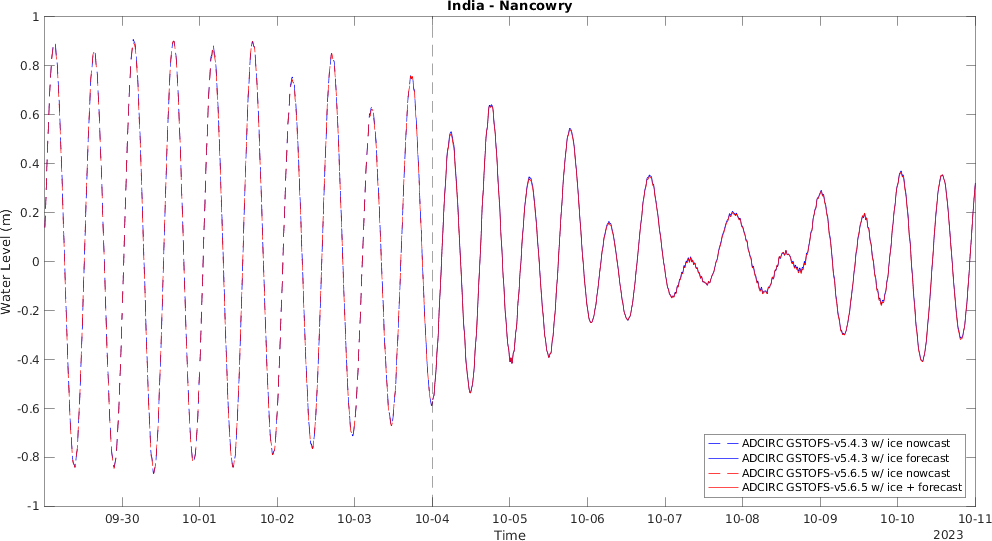 India - Nancowry
Water Level (m)
1
0.8
0.6
0.4
0.2
0
-0.2
-0.4
-0.6
-0.8
-1
09-30 10-01 10-02 10-03 10-04 10-05 10-06 10-07 10-08 10-09 10-10 10-11
Time
2023
ADCIRC GSTOFS-v5.4.3 w/ ice nowcast
ADCIRC GSTOFS-v5.4.3 w/ ice forecast
ADCIRC GSTOFS-v5.6.5 w/ ice nowcast
ADCIRC GSTOFS-v5.6.5 w/ ice + forecast